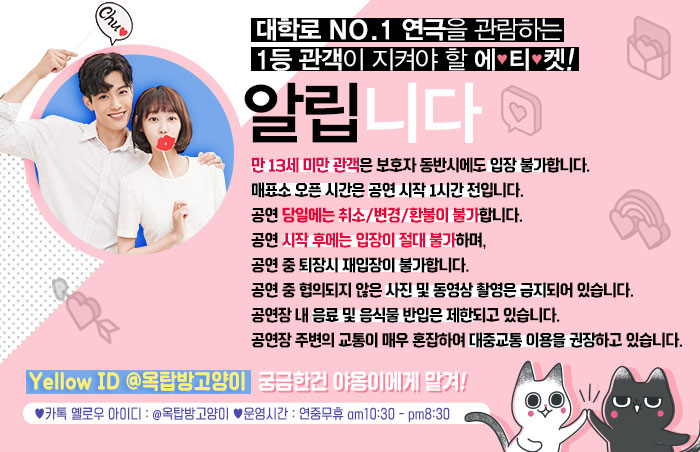 Chu♥
대학로 NO.1 연극을 관람하는
1등 관객이 지켜야 할 에♥티♥켓!
알립니다
만 13세 미만 관객은 보호자 동반시에도 입장 불가합니다.
매표소 오픈 시간은 공연 시작 1시간 전입니다.
공연 당일에는 취소/변경/환불이 불가합니다.
공연 시작 후에는 입장이 절대 불가하며,
공연 중 퇴장시 재입장이 불가합니다.
공연 중 협의되지 않은 사진 및 동영상 촬영은 금지되어 있습니다.
공연장 내 음료 및 음식물 반입은 제한되고 있습니다.
공연장 주변의 교통이 매우 혼잡하여 대중교통 이용을 권장하고 있습니다.
Yellow ID @옥탑방고양이 궁금한건 야옹이에게 맡겨!
♥카톡 옐로우 아이디 : @옥탑방고양이 ♥운영시간 : 연중무휴 am10:30 - pm8:30